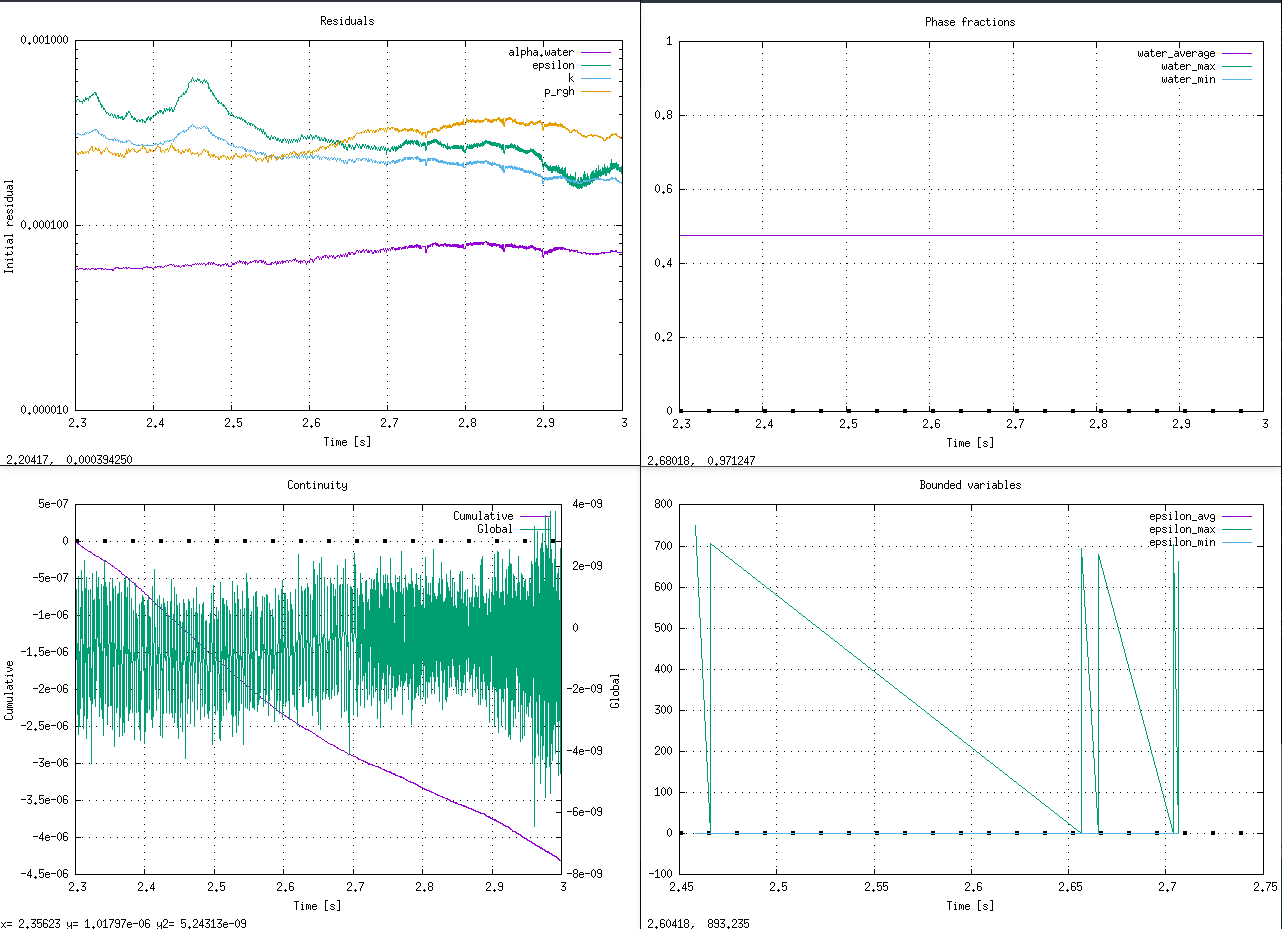 Residuals
0.001000
0.000100
0.000010
Initial residual
alpha.water
epsilon
k
p_rgh
2.3 2.4 2.5 2.6 2.7 2.8 2.9 3
Time [s]
2.20417, 0.000394250
Phase fractions
1
0.8
0.6
0.4
0.2
0
water_average
water_max
water_min
2.3 2.4 2.5 2.6 2.7 2.8 2.9 3
Time [s]
2.68018, 0.971247
Continuity
5e-07
0
-5e-07
-1e-06
-1.5e-06
-2e-06
-2.5e-06
-3e-06
-3.5e-06
-4e-06
-4.5e-06
Cumulative
Cumulative
Global
4e-09
2e-09
0
-2e-09
-4e-09
-6e-09
-8e-09
Global
2.3 2.4 2.5 2.6 2.7 2.8 2.9 3
Time [s]
x= 2.35623 y= 1.01797e-06 y2= 5.24313e-09
Bounded variables
800
700
600
500
400
300
200
100
0
-100
epsilon_avg
epsilon_max
epsilon_min
2.45 2.5 2.55 2.6 2.65 2.7 2.75
Time [s]
2.60418, 893.235